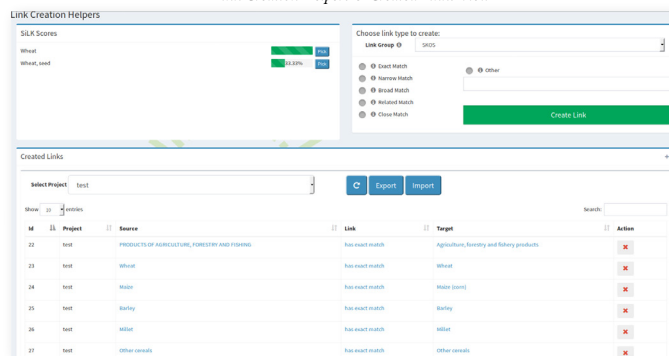 Link Creation Helpers
SiLK Scores
Wheat Pick
Wheat, seed 33.33% Pick
Choose link type to create:
Link Group SKOS
Exact Match
Narrow Match
Broad Match
Related Match
Close Match
Other
Create Link
Created Links
Select Project test Export Import
Show 10 entries Search:
Id Project Source Link Target Action
22 test PRODUCTS OF AGRICULTURE, FORESTRY AND FISHING has exact match Agriculture, forestry and fishery products
23 test Wheat has exact match Wheat
24 test Maize has exact match Maize (corn)
25 test Barley has exact match Barley
26 test Millet has exact match Millet
27 test Other cereals has exact match Other cereals